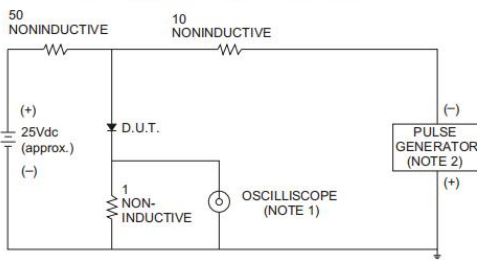 50
NONINDUCTIVE
10
NONINDUCTIVE
(+)
25Vdc
(approx.)
(–)
D.U.T.
1
NON-
INDUCTIVE
OSCILLISCOPE
(NOTE 1)
(–)
PULSE
GENERATOR
(NOTE 2)
(+)